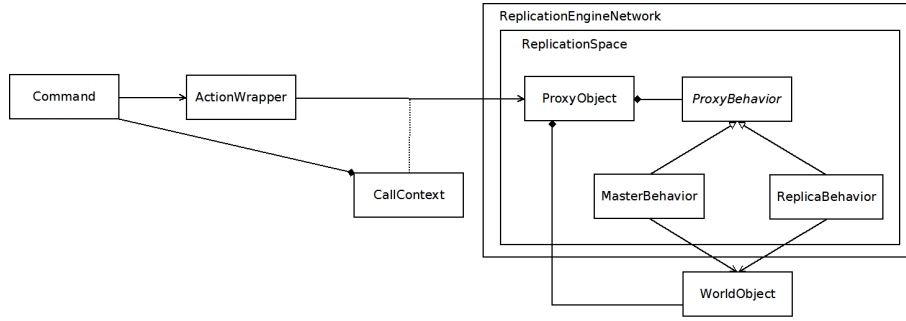 ReplicationEngineNetwork
ReplicationSpace
Command
ActionWrapper
ProxyObject
ProxyBehavior
CallContext
MasterBehavior
ReplicaBehavior
WorldObject